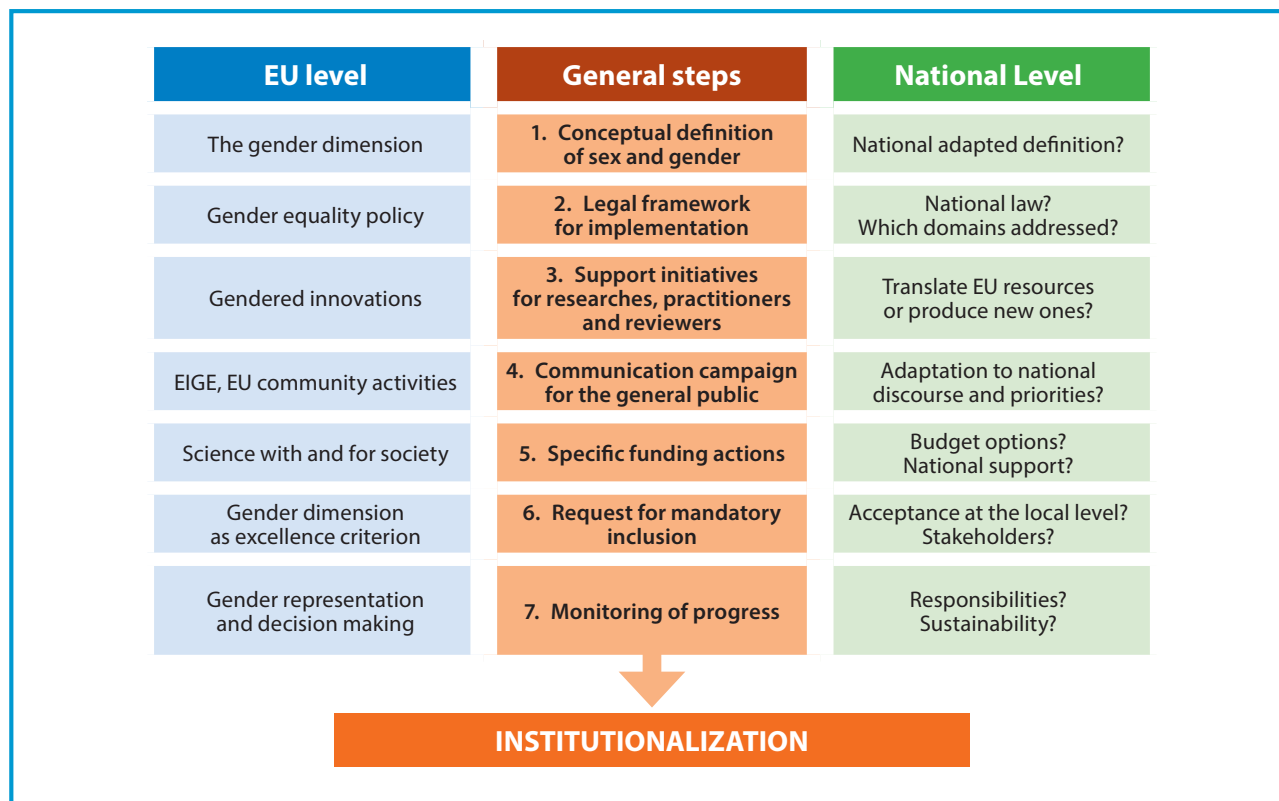 EU level
General steps
National Level
The gender dimension
1. Conceptual definition
of sex and gender
National adapted definition?
Gender equality policy
2. Legal framework
for implementation
National law?
Which domains addressed?
Gendered innovations
3. Support initiatives
for researches, practitioners
and reviewers
Translate EU resources
or produce new ones?
EIGE, EU community activities
4. Communication campaign
for the general public
Adaptation to national
discourse and priorities?
Science with and for society
5. Specific funding actions
Budget options?
National support?
Gender dimension
as excellence criterion
6. Request for mandatory
inclusion
Acceptance at the local level?
Stakeholders?
Gender representation
and decision making
7. Monitoring of progress
Responsibilities?
Sustainability?
INSTITUTIONALIZATION